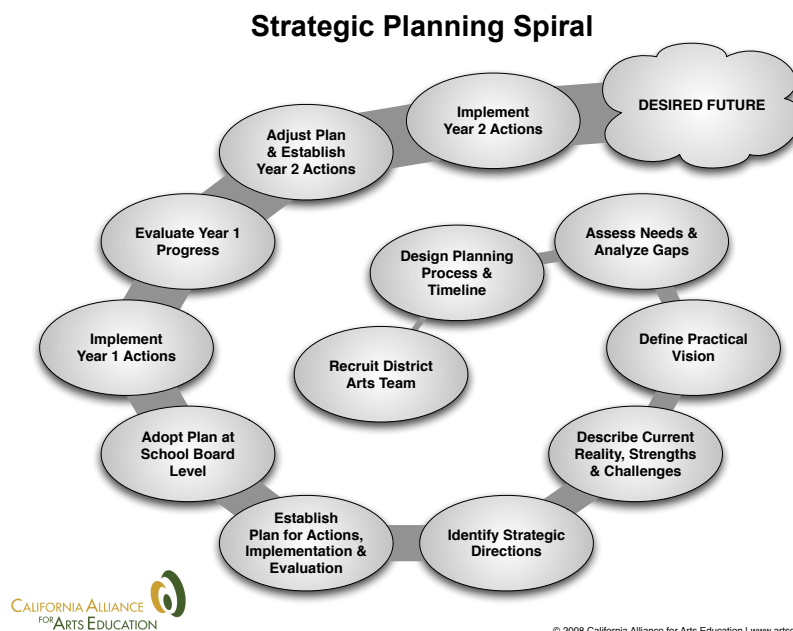 Strategic Planning Spiral
DESIRED FUTURE
Implement
Year 2 Actions
Adjust Plan
& Establish
Year 2 Actions
Evaluate Year 1
Progress
Implement
Year 1 Actions
Adopt Plan at
School Board
Level
Establish
Plan for Actions,
Implementation &
Evaluation
Identify Strategic
Directions
Describe Current
Reality, Strengths
& Challenges
Define Practical
Vision
Assess Needs &
Analyze Gaps
Design Planning
Process &
Timeline
Recruit District
Arts Team
CALIFORNIA ALLIANCE
FOR ARTS EDUCATION
© 2008 California Alliance for Arts Education |